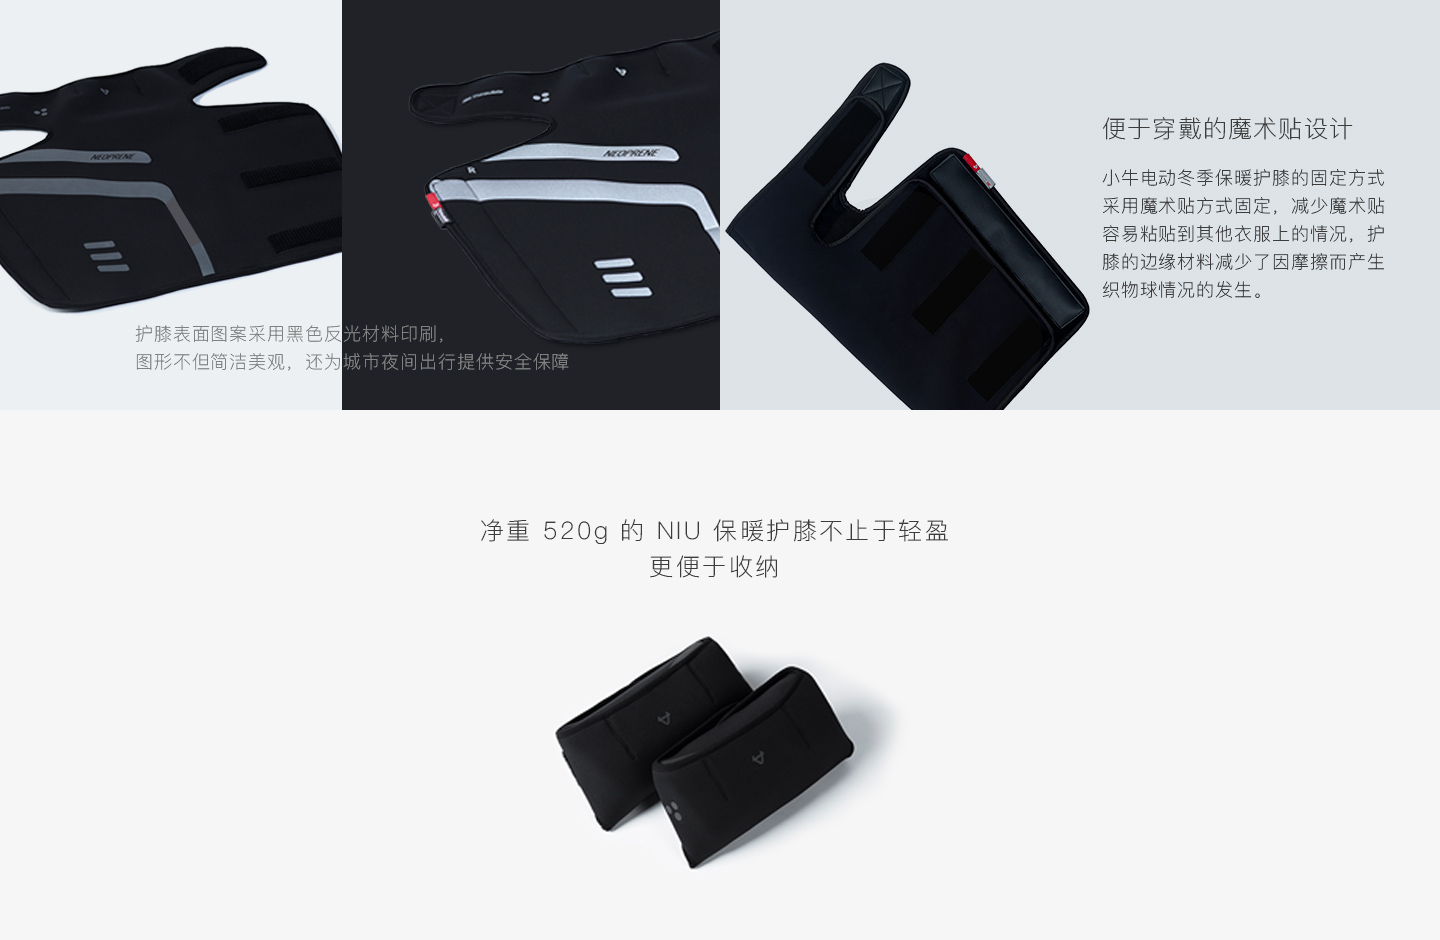 NEOPRENE
NEOPRENE
R
护膝表面图案采用黑色反光材料印刷，
图形不但简洁美观，还为城市夜间出行提供安全保障
便于穿戴的魔术贴设计
小牛电动冬季保暖护膝的固定方式
采用魔术贴方式固定，减少魔术贴
容易粘贴到其他衣服上的情况，护
膝的边缘材料减少了因摩擦而产生
织物球情况的发生。
净重 520g 的 NIU 保暖护膝不止于轻盈
更便于收纳